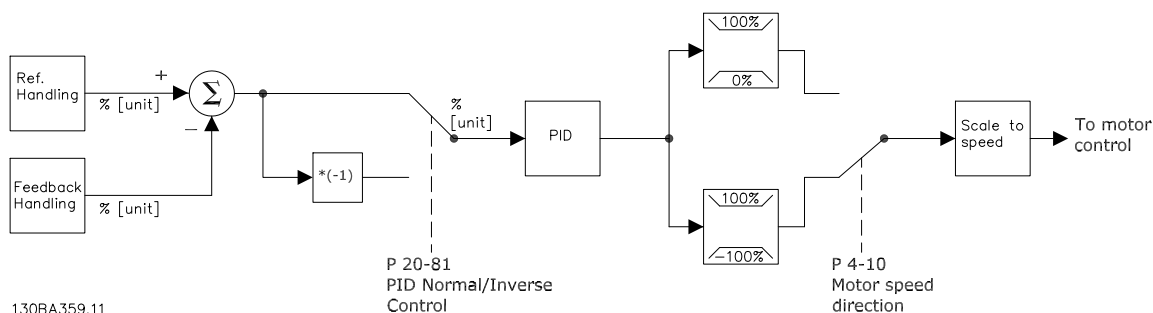 Ref.
Handling
% [unit]
+
Σ
−
Feedback
Handling
% [unit]
*(-1)
%
[unit]
P 20-81
PID Normal/Inverse
Control
PID
100%
0%
100%
−100%
P 4-10
Motor speed
direction
Scale to
speed
To motor
control
130BA359.11